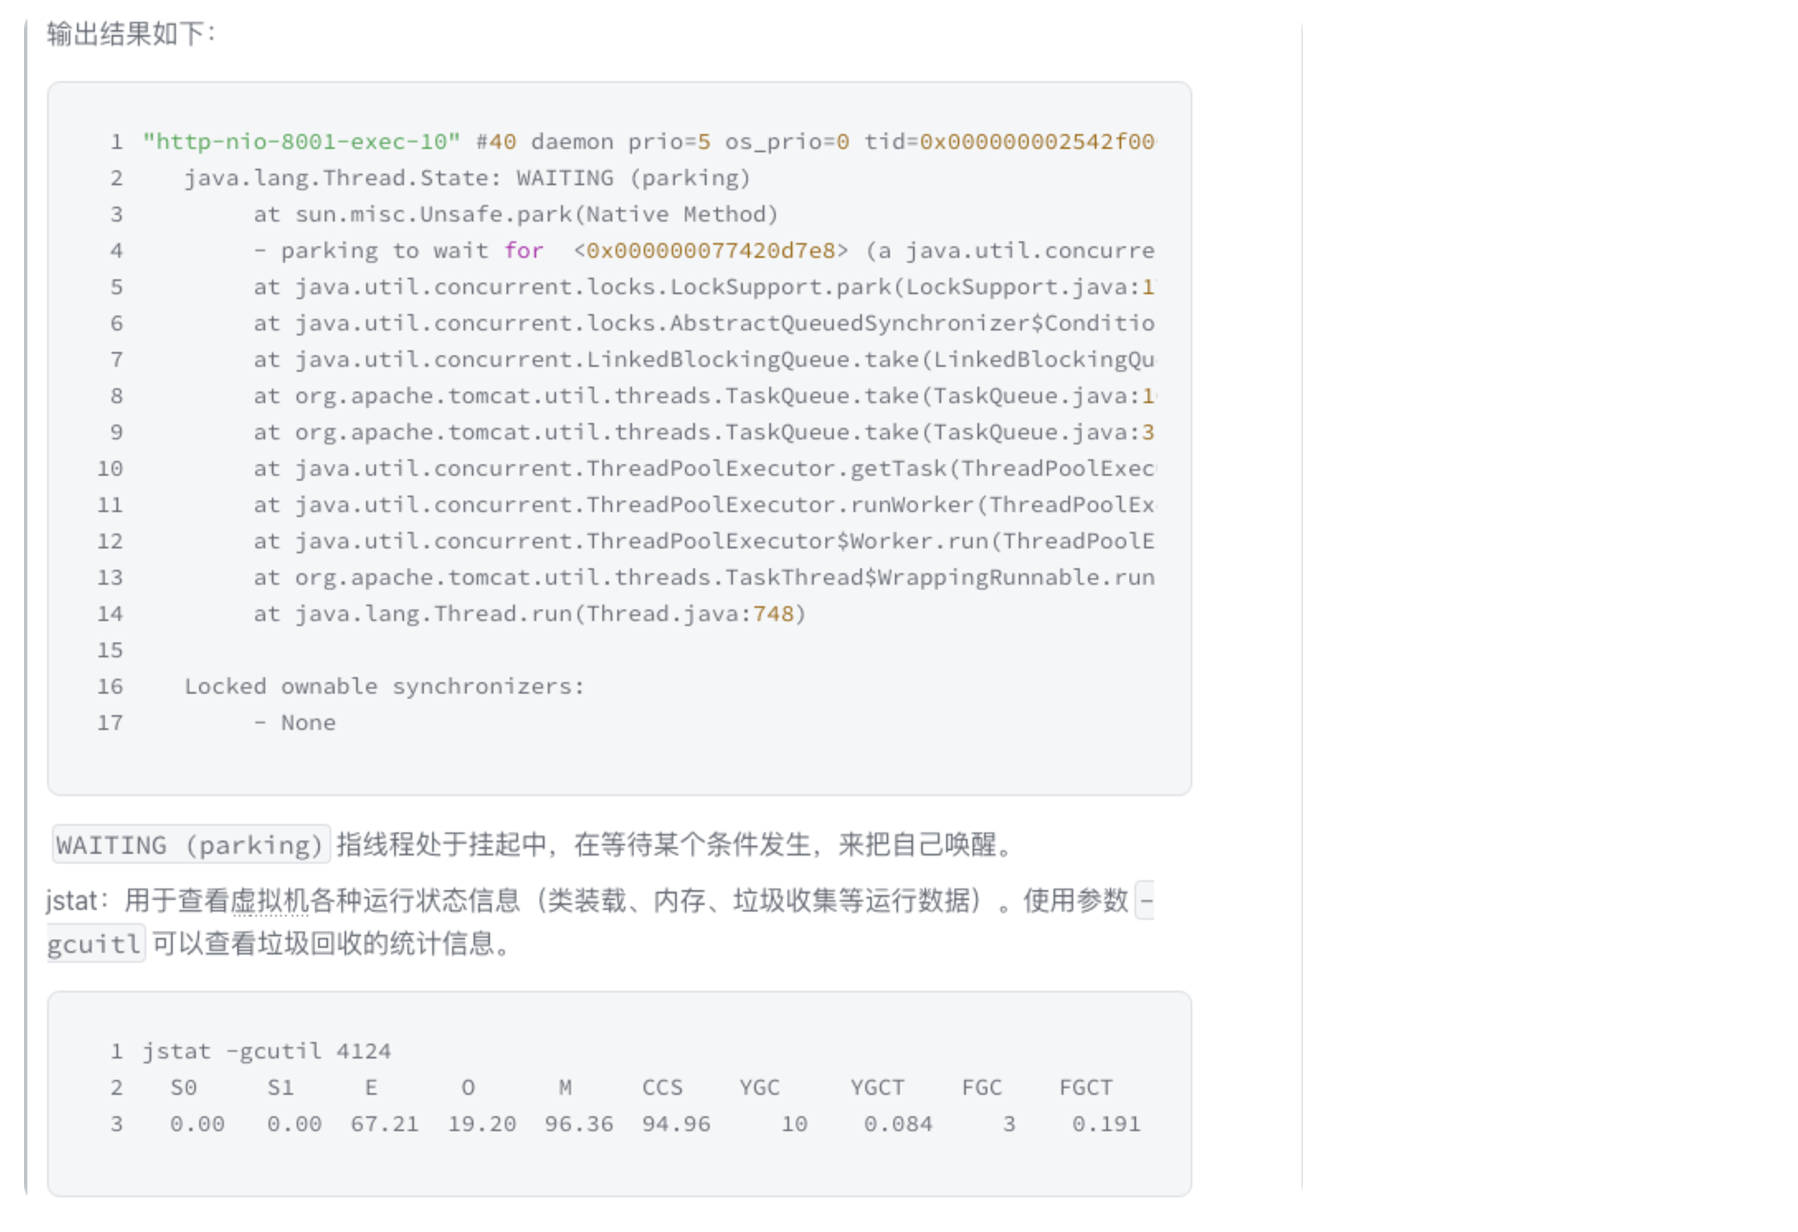 输出结果如下：
1 "http-nio-8001-exec-10" #40 daemon prio=5 os_prio=0 tid=0x000000002542f00
2 java.lang.Thread.State: WAITING (parking)
3 at sun.misc.Unsafe.park(Native Method)
4 - parking to wait for <0x000000077420d7e8> (a java.util.concurre
5 at java.util.concurrent.locks.LockSupport.park(LockSupport.java:1
6 at java.util.concurrent.locks.AbstractQueuedSynchronizer$Conditio
7 at java.util.concurrent.LinkedBlockingQueue.take(LinkedBlockingQu
8 at org.apache.tomcat.util.threads.TaskQueue.take(TaskQueue.java:1
9 at org.apache.tomcat.util.threads.TaskQueue.take(TaskQueue.java:3
10 at java.util.concurrent.ThreadPoolExecutor.getTask(ThreadPoolExec
11 at java.util.concurrent.ThreadPoolExecutor.runWorker(ThreadPoolEx
12 at java.util.concurrent.ThreadPoolExecutor$Worker.run(ThreadPoolE
13 at org.apache.tomcat.util.threads.TaskThread$WrappingRunnable.run
14 at java.lang.Thread.run(Thread.java:748)
15
16 Locked ownable synchronizers:
17 - None
WAITING (parking) 指线程处于挂起中，在等待某个条件发生，来把自己唤醒。
jstat：用于查看虚拟机各种运行状态信息（类装载、内存、垃圾收集等运行数据）。使用参数 -
gcuitl 可以查看垃圾回收的统计信息。
1 jstat -gcutil 4124
2 S0 S1 E O M CCS YGC YGCT FGC FGCT
3 0.00 0.00 67.21 19.20 96.36 94.96 10 0.084 3 0.191